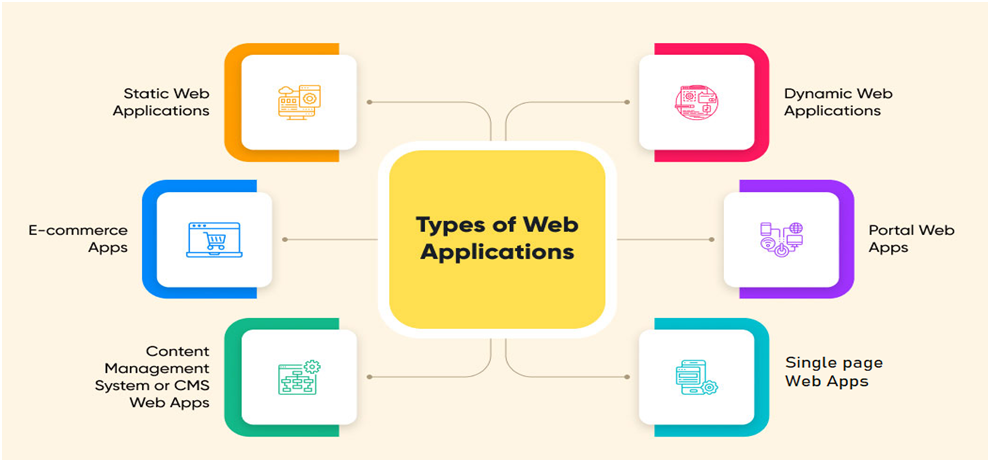 Static Web
Applications
Dynamic Web
Applications
E-commerce
Apps
Types of Web
Applications
Portal Web
Apps
Content
Management
System or CMS
Web Apps
Single page
Web Apps